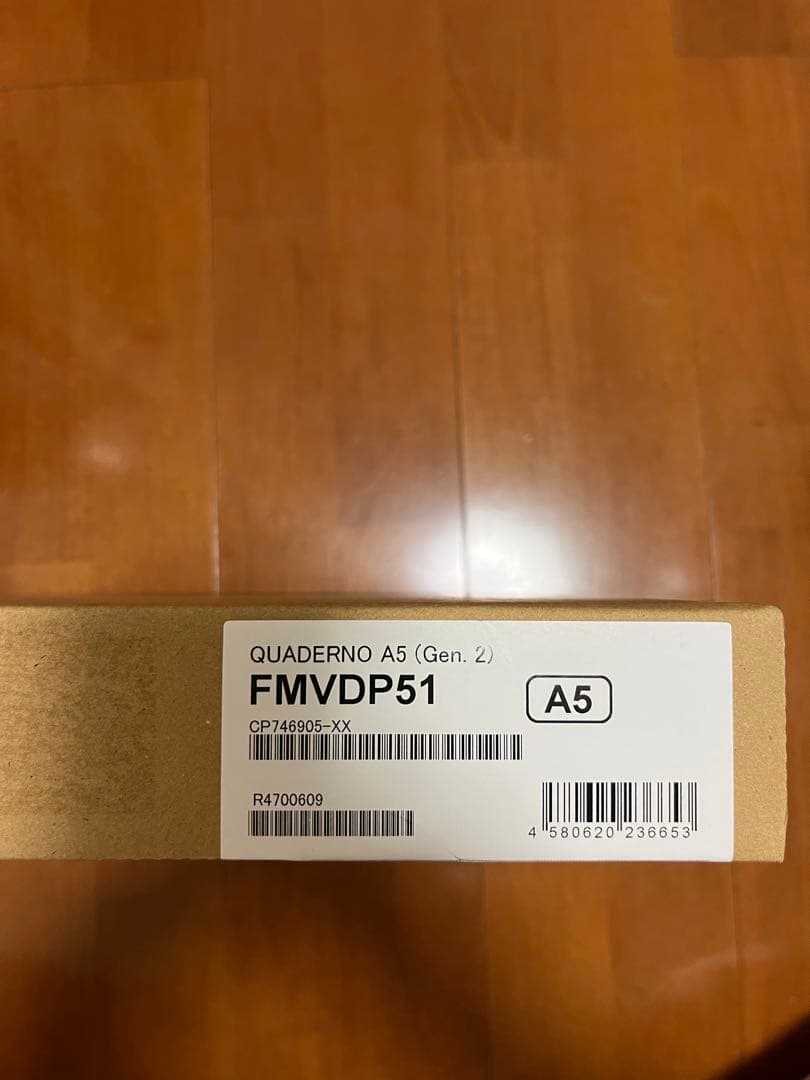 QUADERNO A5 (Gen. 2)
FMVDP51
A5
CP746905-XX
R4700609
4 580620 236653